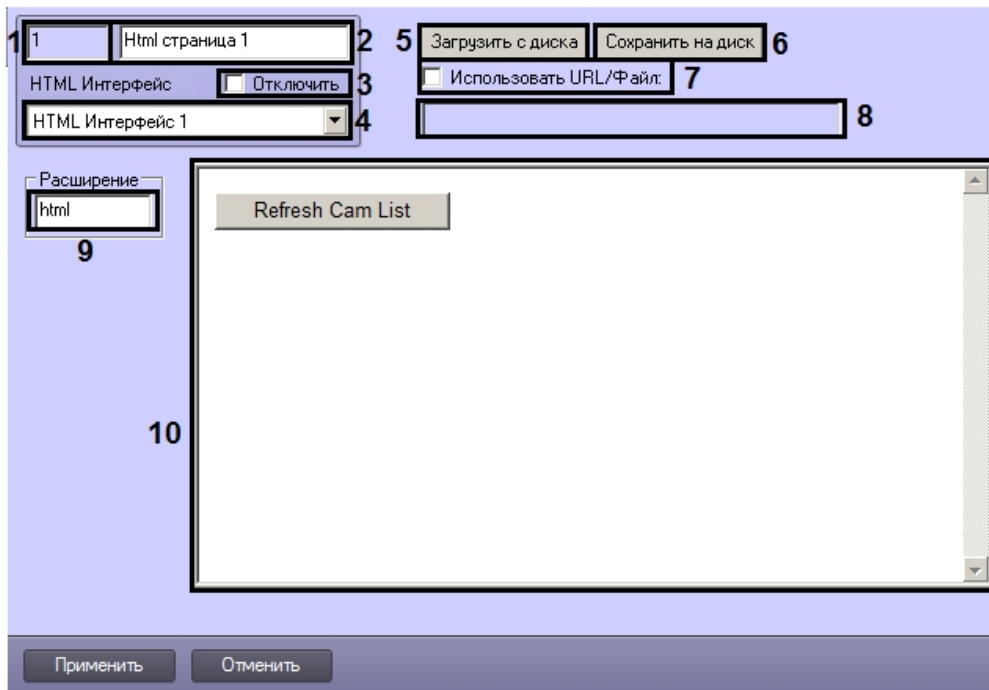 1 1 Html страница 1 2
HTML Интерфейс Отключить 3
HTML Интерфейс 1 4
5 Загрузить с диска Сохранить на диск 6
Использовать URL/Файл: 7
8
Расширение
html
9
Refresh Cam List
10
Применить Отменить